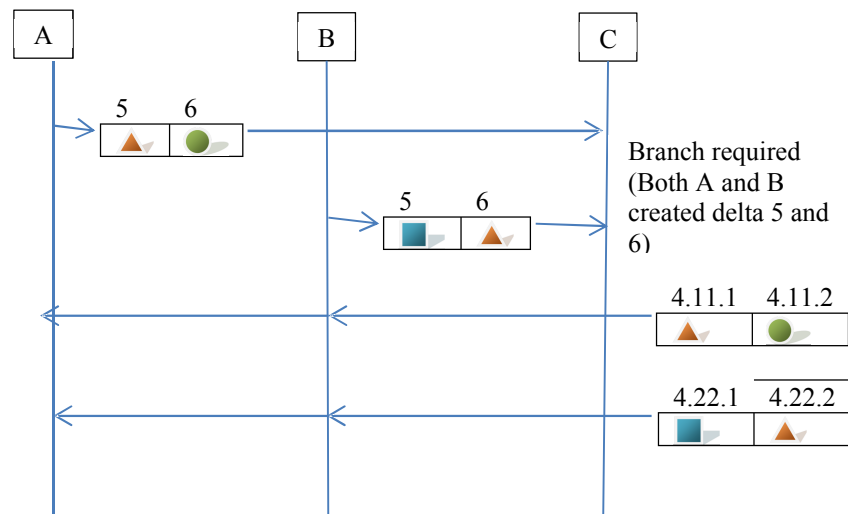 A B C
5 6
Branch required
(Both A and B
created delta 5 and
6)
5 6
4.11.1 4.11.2
4.22.1 4.22.2